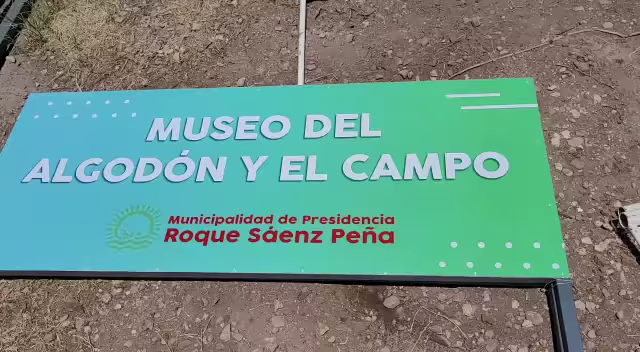 MUSEO DEL
ALGODÓN Y EL CAMPO
Municipalidad de Presidencia
Roque Sáenz Peña